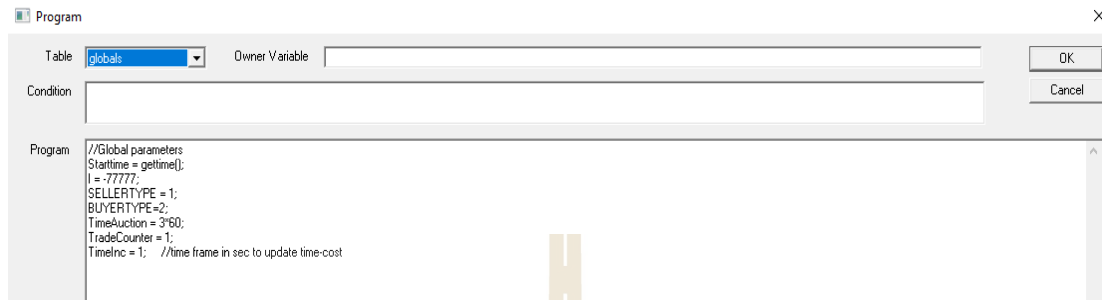 Program
Table globals Owner Variable
OK
Condition
Cancel
Program
//Global parameters
Starttime = gettime();
l = -77777;
SELLERTYPE = 1;
BUYERTYPE=2;
TimeAuction = 3*60;
TradeCounter = 1;
TimeInc = 1; //time frame in sec to update time-cost